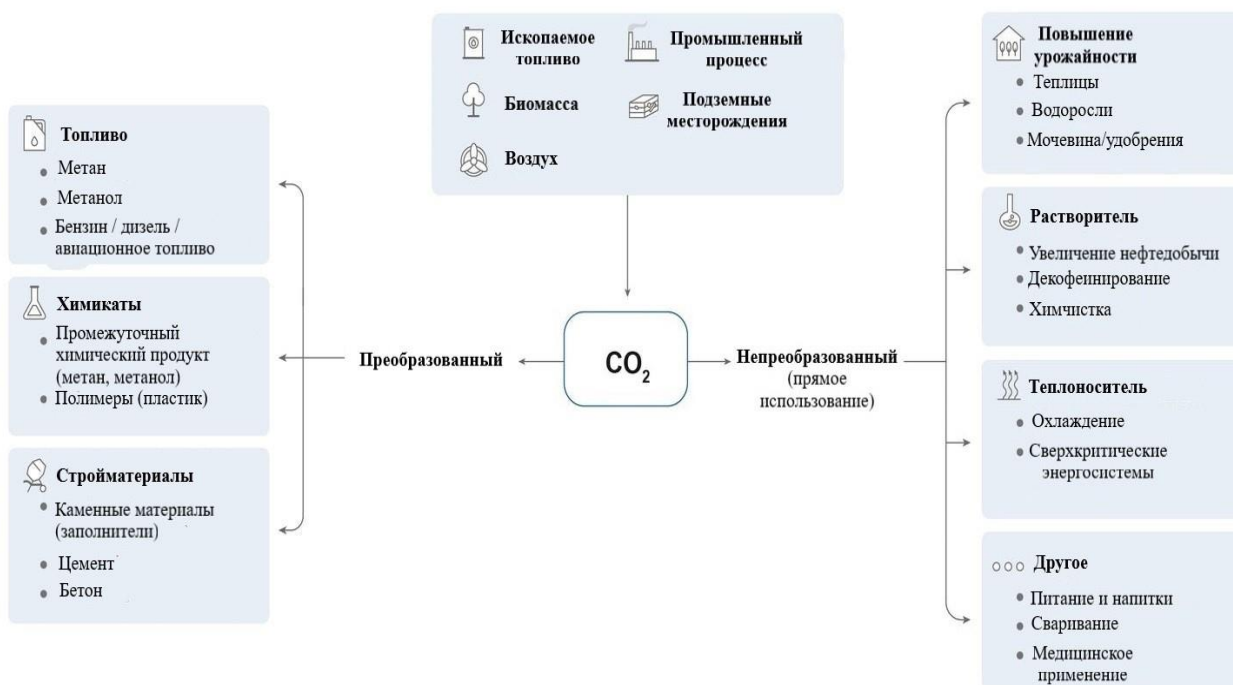 Ископаемое
топливо
Промышленный
процесс
Биомасса
Подземные
месторождения
Воздух
Топливо
Метан
Метанол
Бензин / дизель /
авиационное топливо
Химикаты
Промежуточный
химический продукт
(метан, метанол)
Полимеры (пластик)
Стройматериалы
Каменные материалы
(заполнители)
Цемент
Бетон
Преобразованный
CO₂
Непреобразованный
(прямое
использование)
Повышение
урожайности
Теплицы
Водоросли
Мочевина/удобрения
Растворитель
Увеличение нефтедобычи
Декофеинирование
Химчистка
Теплоноситель
Охлаждение
Сверхкритические
энергосистемы
Другое
Питание и напитки
Сваривание
Медицинское
применение